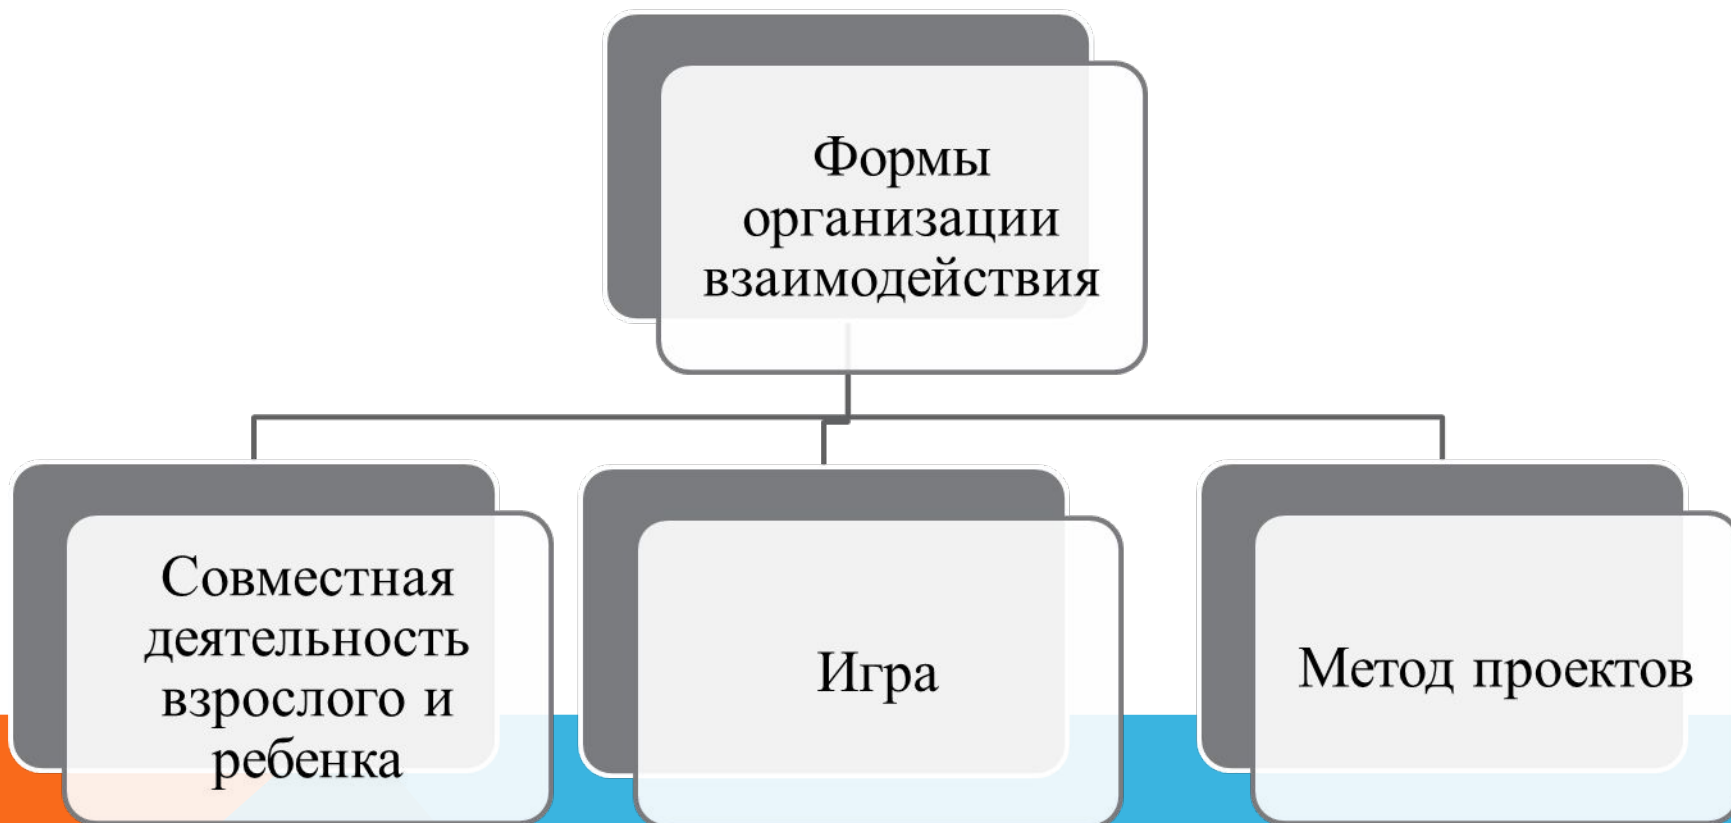 Формы
организации
взаимодействия
Совместная
деятельность
взрослого и
ребенка
Игра
Метод проектов